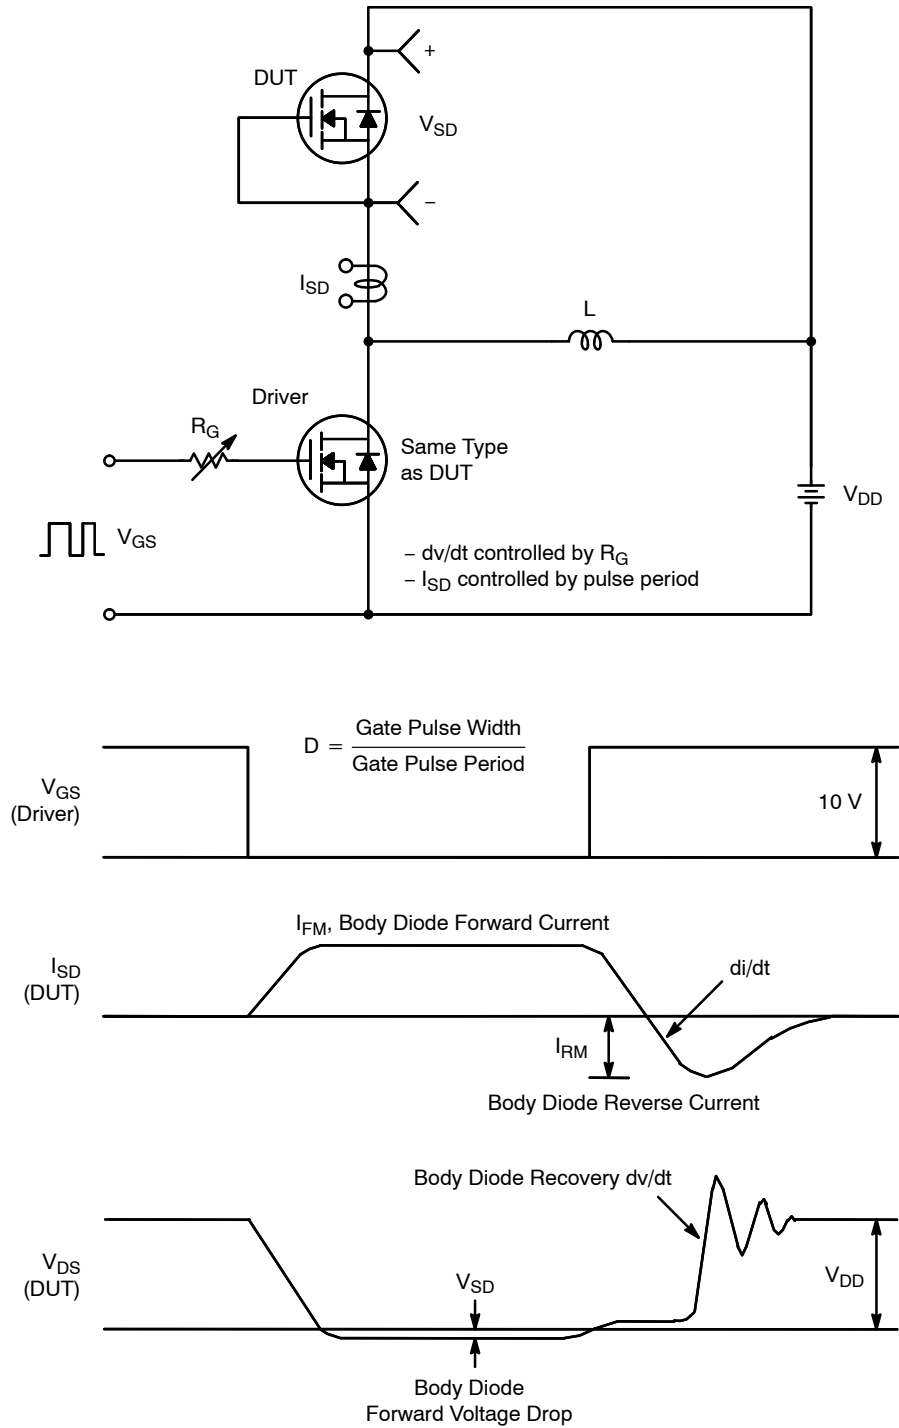 +
DUT
V_SD
−
I_SD
L
Driver
R_G
Same Type
as DUT
V_DD
V_GS
– dv/dt controlled by R_G
– I_SD controlled by pulse period
D = Gate Pulse Width
Gate Pulse Period
V_GS
(Driver)
10 V
I_FM, Body Diode Forward Current
I_SD
(DUT)
di/dt
I_RM
Body Diode Reverse Current
Body Diode Recovery dv/dt
V_DS
(DUT)
V_SD
V_DD
Body Diode
Forward Voltage Drop